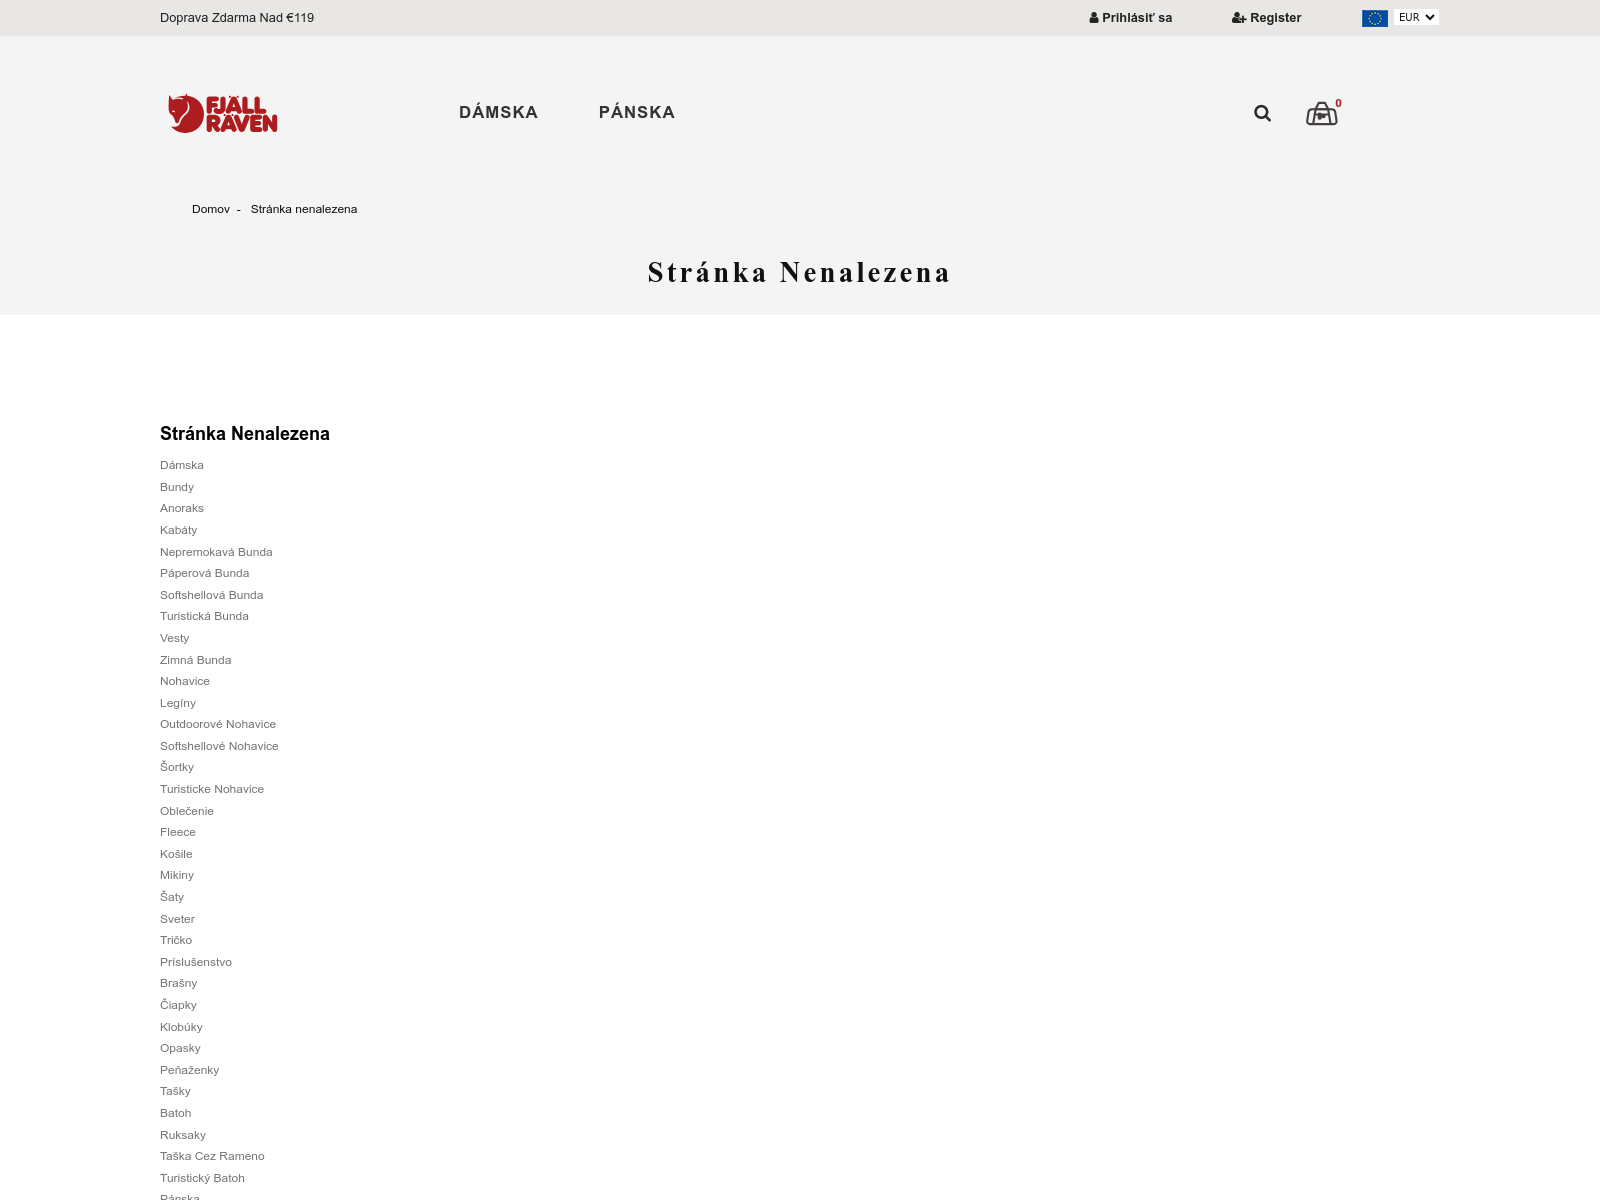 Doprava Zdarma Nad €119
Prihlásiť sa
Register
EUR
FJÄLL
RÄVEN
DÁMSKA
PÁNSKA
0
Domov - Stránka nenalezena
Stránka Nenalezena
Stránka Nenalezena
Dámska
Bundy
Anoraks
Kabáty
Nepremokavá Bunda
Páperová Bunda
Softshellová Bunda
Turistická Bunda
Vesty
Zimná Bunda
Nohavice
Legíny
Outdoorové Nohavice
Softshellové Nohavice
Šortky
Turisticke Nohavice
Oblečenie
Fleece
Košile
Mikiny
Šaty
Sveter
Tričko
Príslušenstvo
Brašny
Čiapky
Klobúky
Opasky
Peňaženky
Tašky
Batoh
Ruksaky
Taška Cez Rameno
Turistický Batoh
Pánska